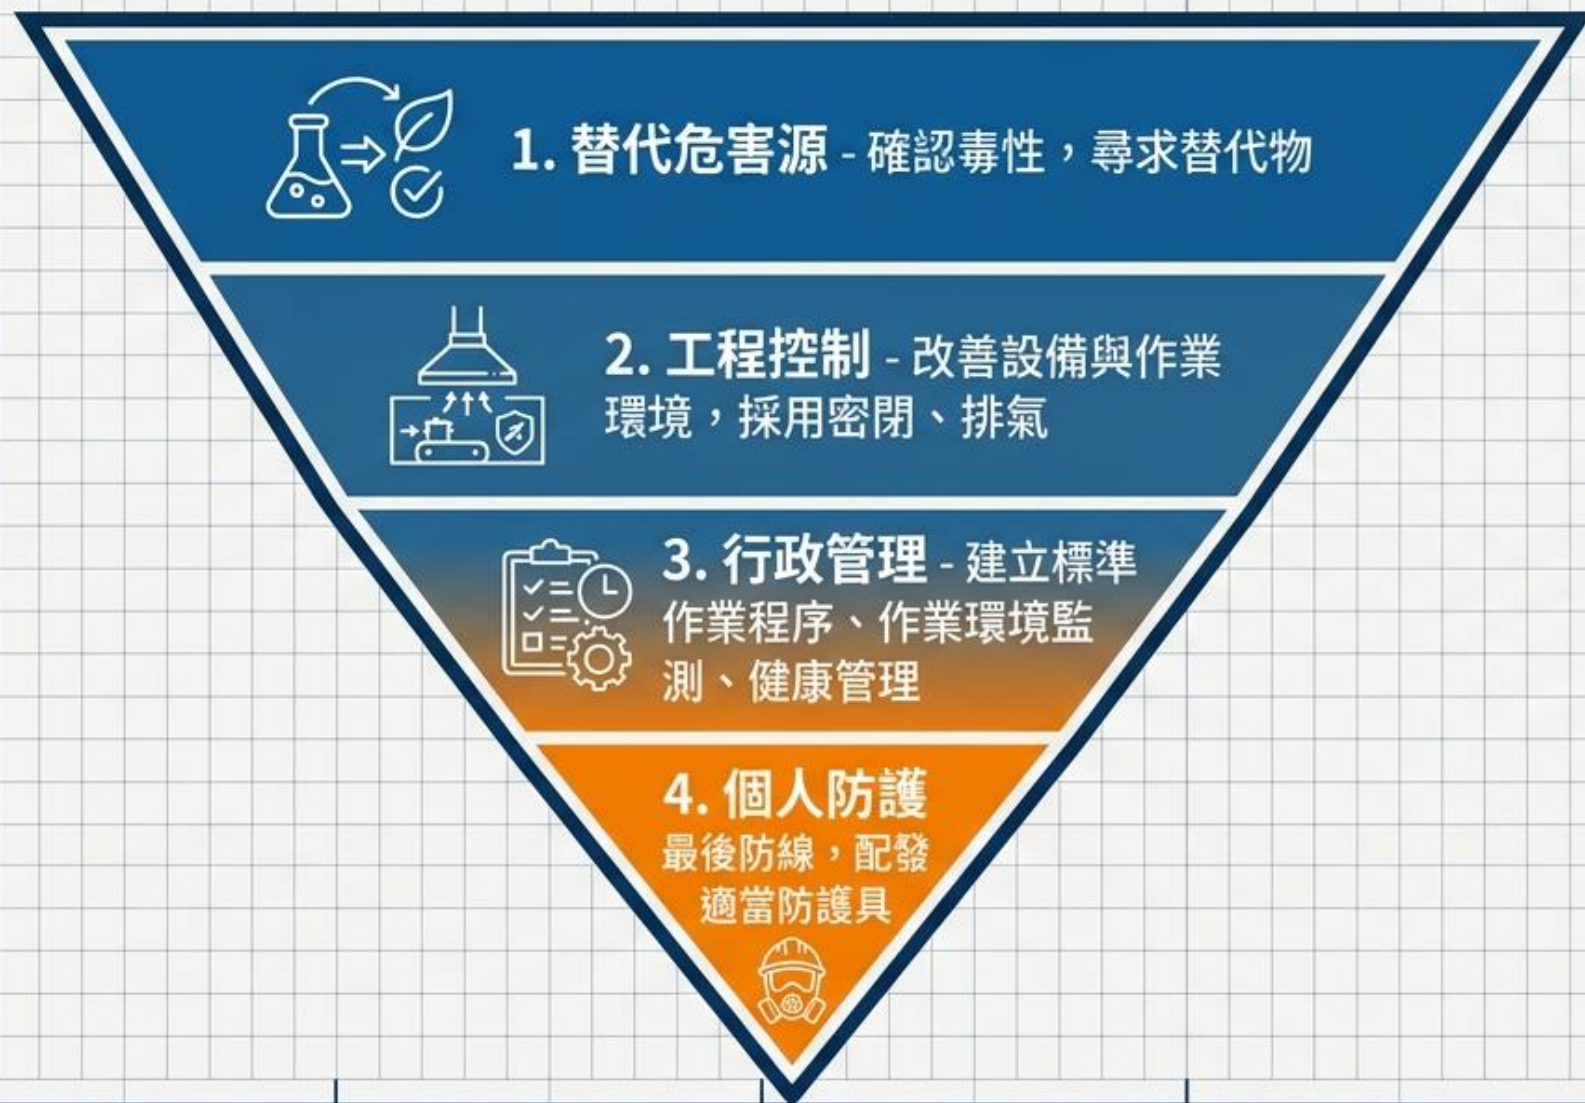 1. 替代危害源 - 確認毒性，尋求替代物
2. 工程控制 - 改善設備與作業
環境，採用密閉、排氣
3. 行政管理 - 建立標準
作業程序、作業環境監
測、健康管理
4. 個人防護
最後防線，配發
適當防護具